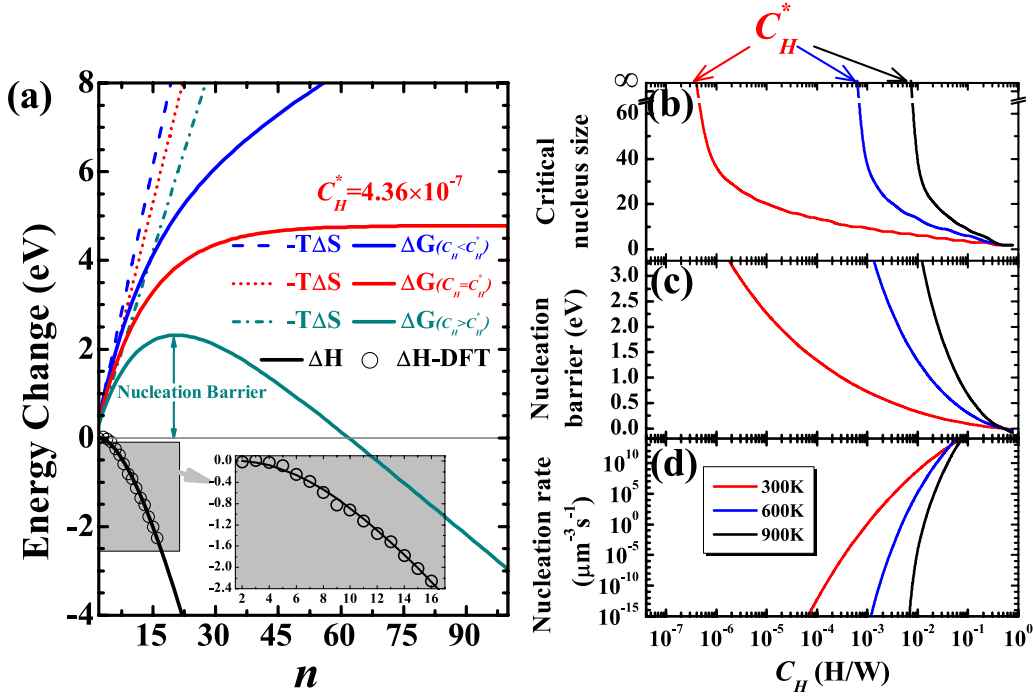 (a)
Energy Change (eV)
8
6
4
2
0
-2
-4
15 30 45 60 75 90
n
C*H=4.36×10-7
-TΔS ΔG(CH<C*H)
-TΔS ΔG(CH=C*H)
-TΔS ΔG(CH>C*H)
ΔH ΔH-DFT
Nucleation Barrier
0.0
-0.4
-0.8
-1.2
-1.6
-2.0
-2.4
2 4 6 8 10 12 14 16
C*H
(b)
Critical
nucleus size
∞
60
40
20
0
(c)
Nucleation
barrier (eV)
3.0
2.5
2.0
1.5
1.0
0.5
0.0
(d)
Nucleation rate
(μm-3s-1)
1010
105
100
10-5
10-10
10-15
300K
600K
900K
10-7 10-6 10-5 10-4 10-3 10-2 10-1 100
CH (H/W)